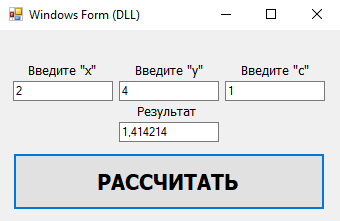 Windows Form (DLL)
Введите "x" Введите "y" Введите "c"
2 4 1
Результат
1,414214
РАССЧИТАТЬ